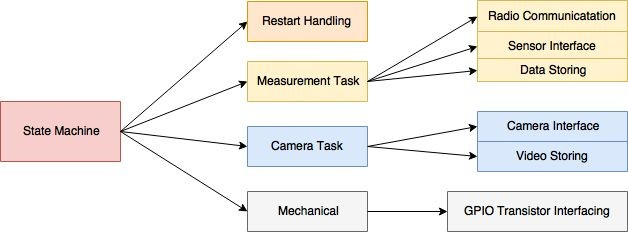 State Machine
Restart Handling
Measurement Task
Camera Task
Mechanical
Radio Communicatation
Sensor Interface
Data Storing
Camera Interface
Video Storing
GPIO Transistor Interfacing